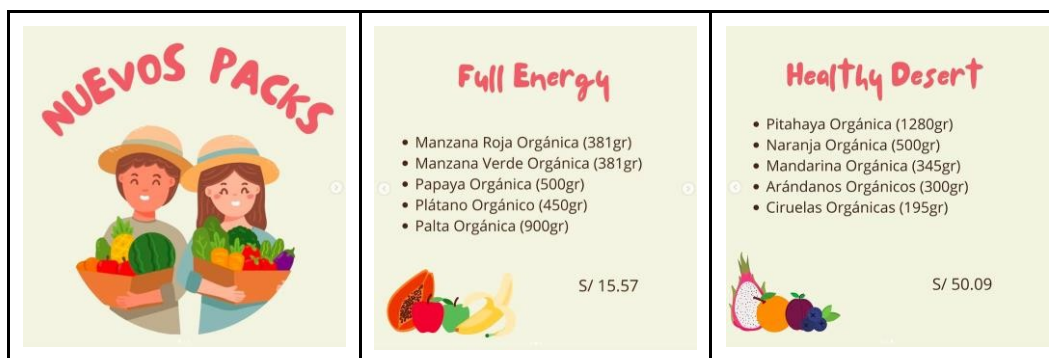 NUEVOS PACKS
Full Energy
• Manzana Roja Orgánica (381gr)
• Manzana Verde Orgánica (381gr)
• Papaya Orgánica (500gr)
• Plátano Orgánico (450gr)
• Palta Orgánica (900gr)
S/ 15.57
Healthy Desert
• Pitahaya Orgánica (1280gr)
• Naranja Orgánica (500gr)
• Mandarina Orgánica (345gr)
• Arándanos Orgánicos (300gr)
• Ciruelas Orgánicas (195gr)
S/ 50.09